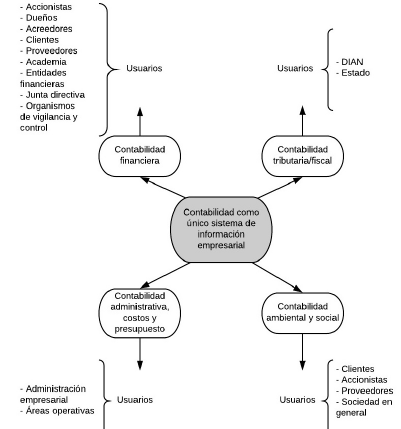 - Accionistas
- Dueños
- Acreedores
- Clientes
- Proveedores
- Academia
- Entidades
financieras
- Junta directiva
- Organismos
de vigilancia y
control
Usuarios
Usuarios
- DIAN
- Estado
Contabilidad
financiera
Contabilidad
tributaria/fiscal
Contabilidad como
único sistema de
información
empresarial
Contabilidad
administrativa,
costos y
presupuesto
Contabilidad
ambiental y social
- Administración
empresarial
- Áreas operativas
Usuarios
Usuarios
- Clientes
- Accionistas
- Proveedores
- Sociedad en
general